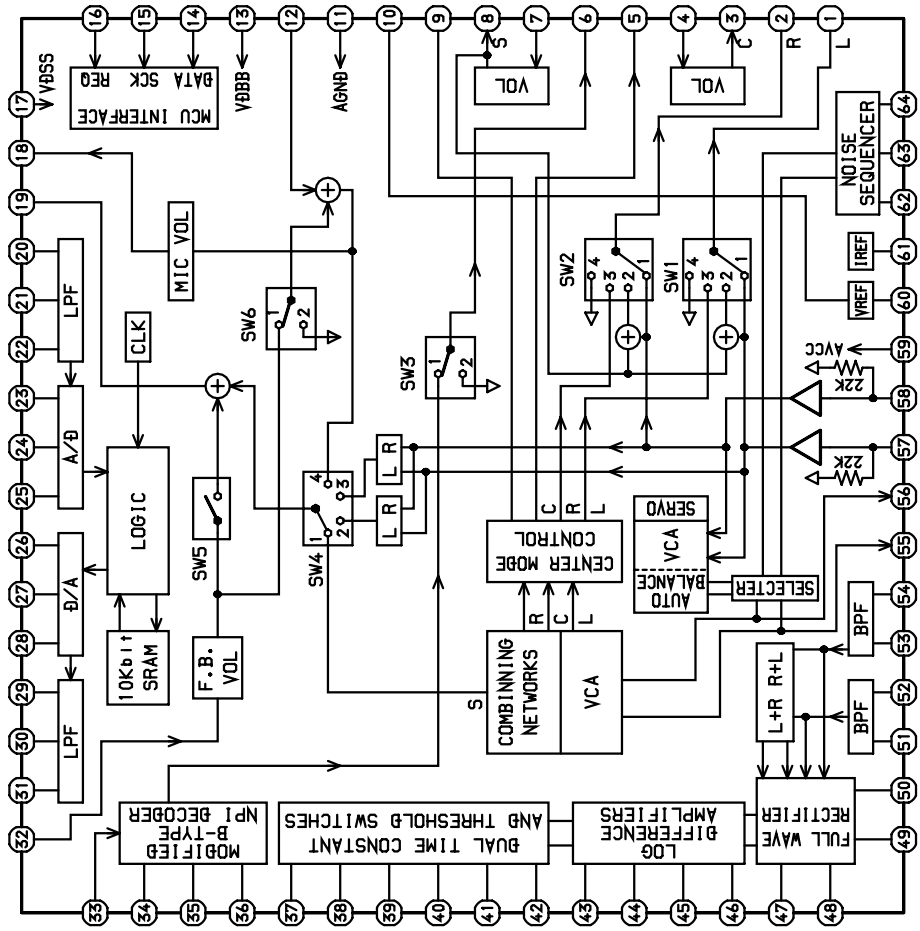 16
15
14
13
12
11
10
9
8
7
6
5
4
3
2
1
REQ
SCK
DATA
MCU INTERFACE
VDBB
AGND
S
VOL
VOL
C
R
L
17
VDSS
18
19
20
21
22
23
24
25
26
27
28
29
30
31
32
64
63
62
61
60
59
58
57
56
55
54
53
52
51
50
49
NOISE
SEQUENCER
IREF
VREF
AVCC
22K
22K
MIC VOL
LPF
CLK
A/D
LOGIC
D/A
10Kbit
SRAM
LPF
SW6
1
2
SW5
F.B.
VOL
SW3
1
2
SW2
4
3
2
1
SW1
4
3
2
1
SW4
1
2
3
4
L R
L R
C
R
L
CENTER MODE
CONTROL
R
C
L
S
COMBINNING
NETWORKS
VCA
SERVO
VCA
AUTO
BALANCE
SELECTER
BPF
BPF
L+R R+L
MODIFIED
B-TYPE
NPI DECODER
DUAL TIME CONSTANT
AND THRESHOLD SWITCHES
LOG
DIFFERENCE
AMPLIFIERS
FULL WAVE
RECTIFIER
33
34
35
36
37
38
39
40
41
42
43
44
45
46
47
48